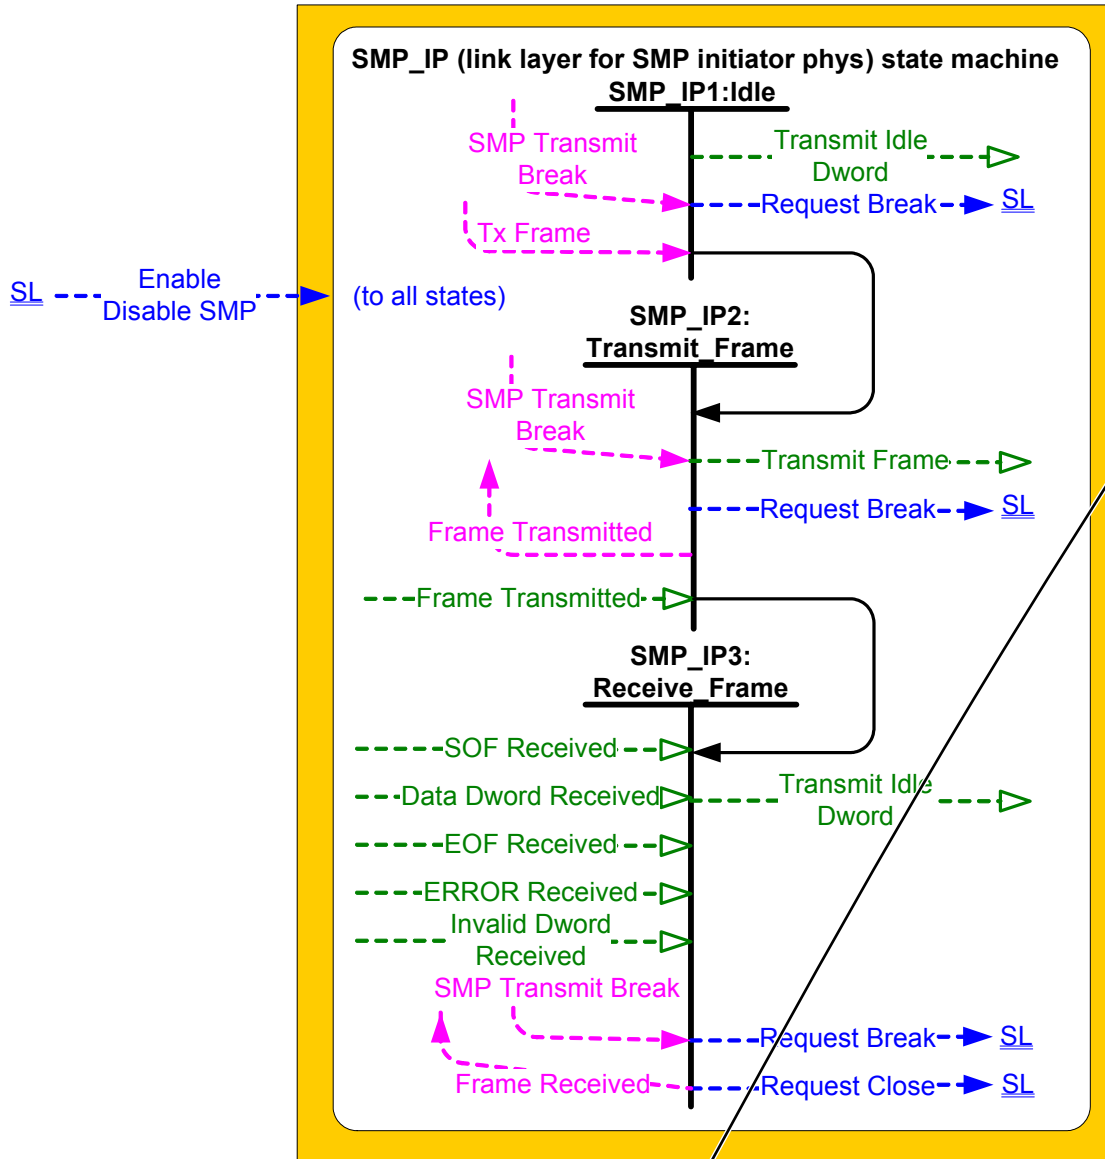 SMP_IP (link layer for SMP initiator phys) state machine
SMP_IP1:Idle
SMP Transmit
Break
Transmit Idle
Dword
Request Break
SL
Tx Frame
SL
Enable
Disable SMP
(to all states)
SMP_IP2:
Transmit_Frame
SMP Transmit
Break
Transmit Frame
Request Break
SL
Frame Transmitted
Frame Transmitted
SMP_IP3:
Receive_Frame
SOF Received
Data Dword Received
Transmit Idle
Dword
EOF Received
ERROR Received
Invalid Dword
Received
SMP Transmit Break
Request Break
SL
Frame Received
Request Close
SL